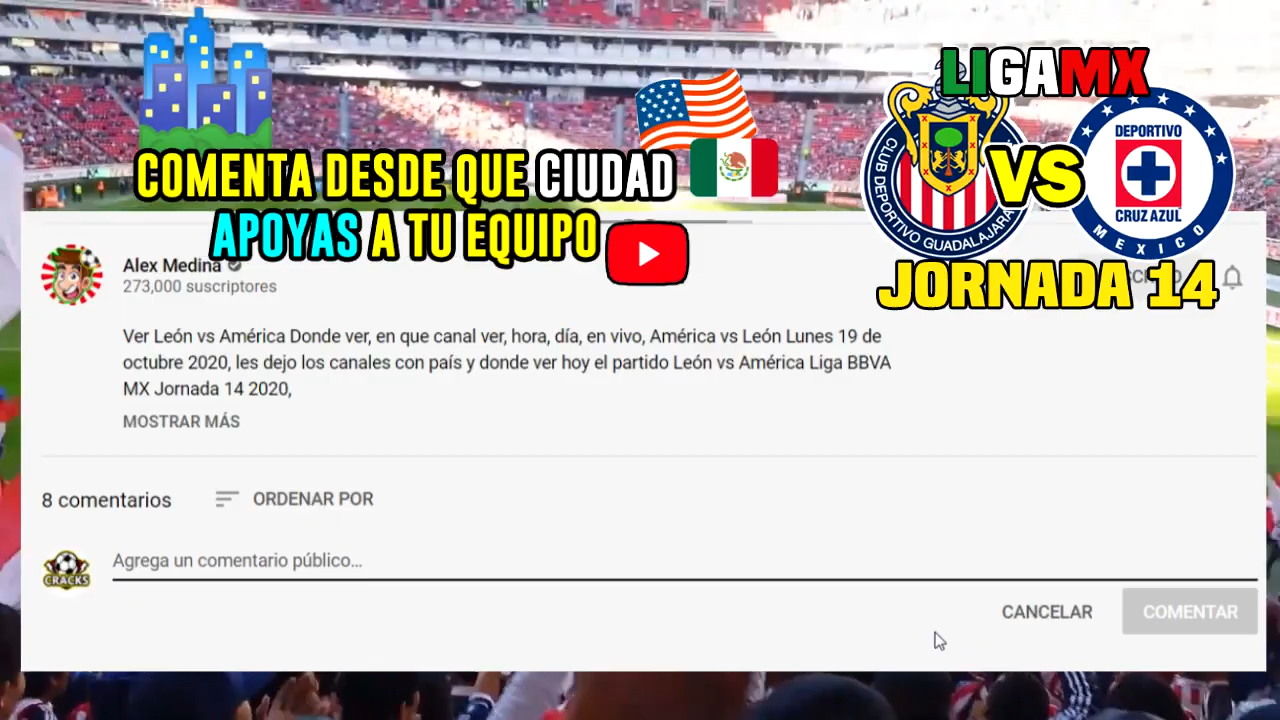 LIGAMX
DEPORTIVO
CRUZ AZUL
MEXICO
CLUB DEPORTIVO GUADALAJARA
VS
JORNADA 14
COMENTA DESDE QUE CIUDAD
APOYAS A TU EQUIPO
Alex Medina
273,000 suscriptores
Ver León vs América Donde ver, en que canal ver, hora, día, en vivo, América vs León Lunes 19 de
octubre 2020, les dejo los canales con país y donde ver hoy el partido León vs América Liga BBVA
MX Jornada 14 2020,
MOSTRAR MÁS
8 comentarios
ORDENAR POR
CRACKS
Agrega un comentario público...
CANCELAR
COMENTAR